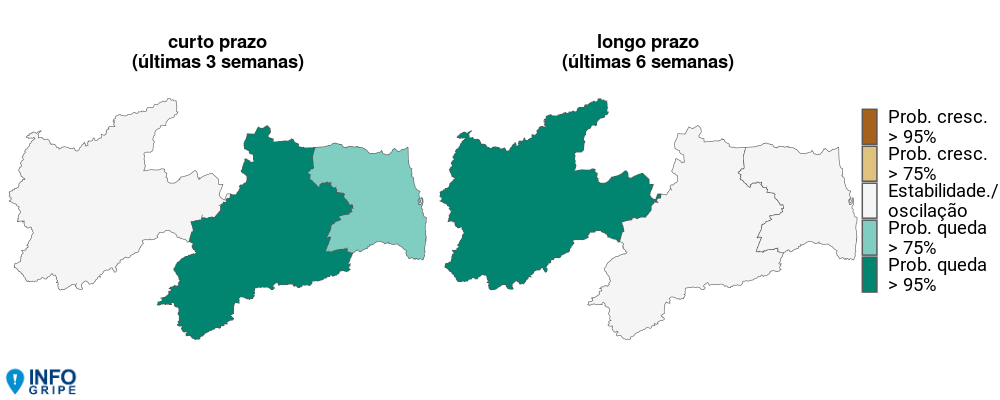 curto prazo
(últimas 3 semanas)
longo prazo
(últimas 6 semanas)
Prob. cresc.
> 95%
Prob. cresc.
> 75%
Estabilidade./
oscilação
Prob. queda
> 75%
Prob. queda
> 95%
INFO
GRIPE